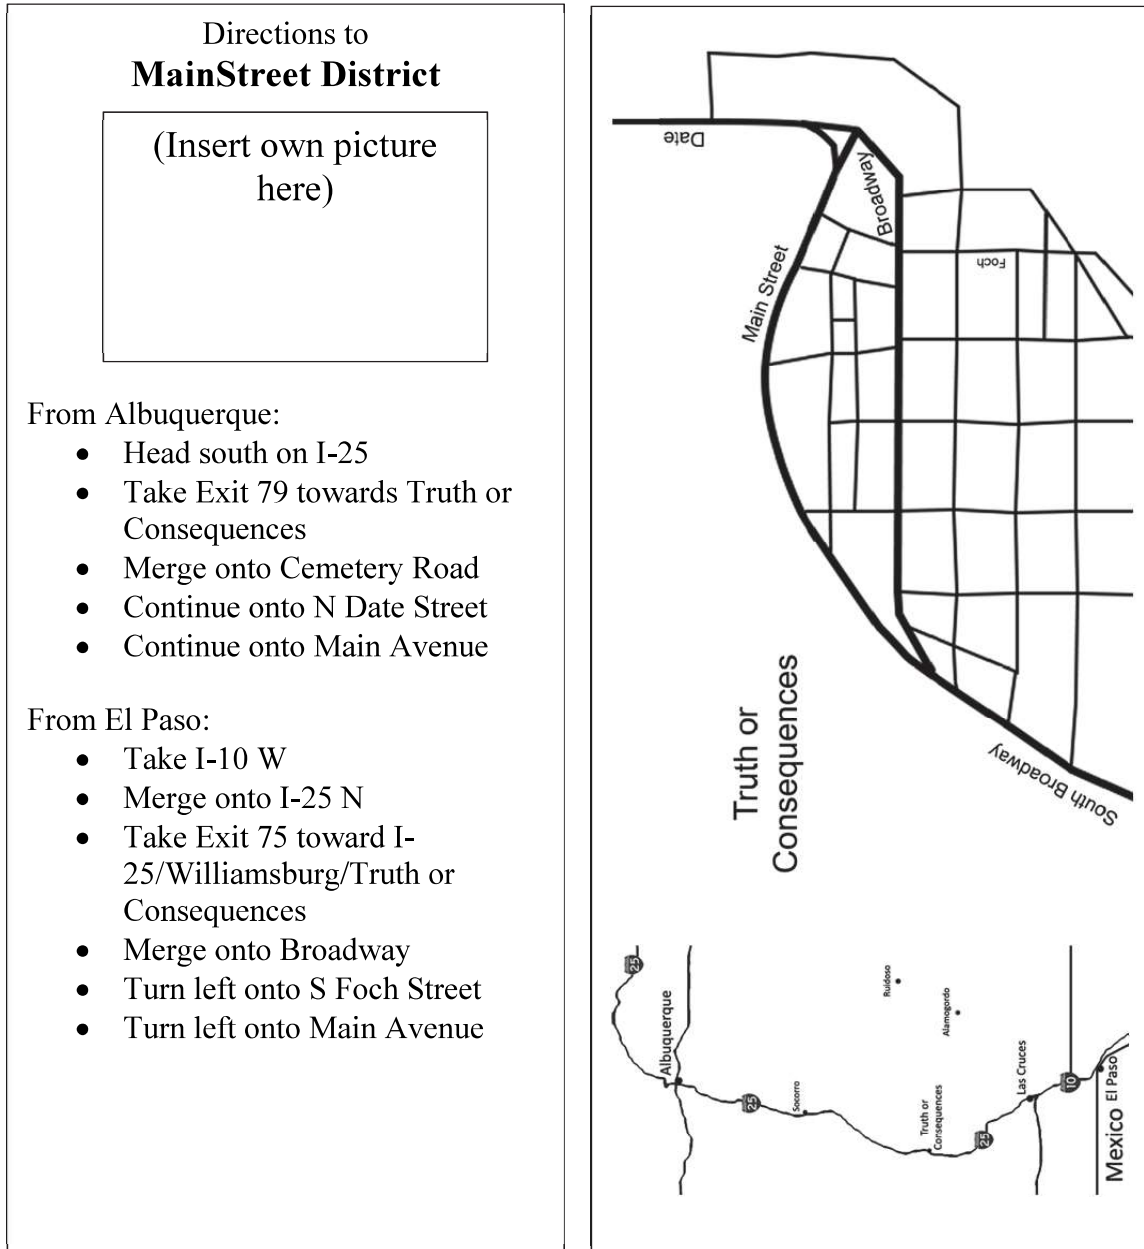 Directions to
MainStreet District
(Insert own picture
here)
From Albuquerque:
• Head south on I-25
• Take Exit 79 towards Truth or
Consequences
• Merge onto Cemetery Road
• Continue onto N Date Street
• Continue onto Main Avenue
From El Paso:
• Take I-10 W
• Merge onto I-25 N
• Take Exit 75 toward I-
25/Williamsburg/Truth or
Consequences
• Merge onto Broadway
• Turn left onto S Foch Street
• Turn left onto Main Avenue
Date
Broadway
Main Street
Foch
South Broadway
Truth or
Consequences
25
Albuquerque
25
Socorro
Ruidoso
Alamogordo
Truth or
Consequences
25
Las Cruces
10
El Paso
Mexico